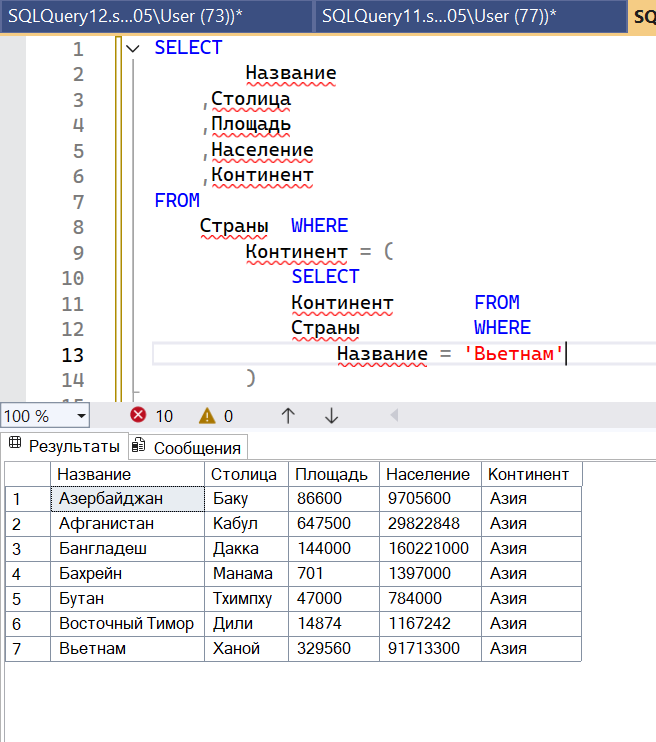 SQLQuery12.s...05\User (73))*
SQLQuery11.s...05\User (77))*
SQ
1 SELECT
2 Название
3 ,Столица
4 ,Площадь
5 ,Население
6 ,Континент
7 FROM
8 Страны WHERE
9 Континент = (
10 SELECT
11 Континент FROM
12 Страны WHERE
13 Название = 'Вьетнам'
14 )
100 % 10 0
Результаты Сообщения
Название Столица Площадь Население Континент
1 Азербайджан Баку 86600 9705600 Азия
2 Афганистан Кабул 647500 29822848 Азия
3 Бангладеш Дакка 144000 160221000 Азия
4 Бахрейн Манама 701 1397000 Азия
5 Бутан Тхимпху 47000 784000 Азия
6 Восточный Тимор Дили 14874 1167242 Азия
7 Вьетнам Ханой 329560 91713300 Азия